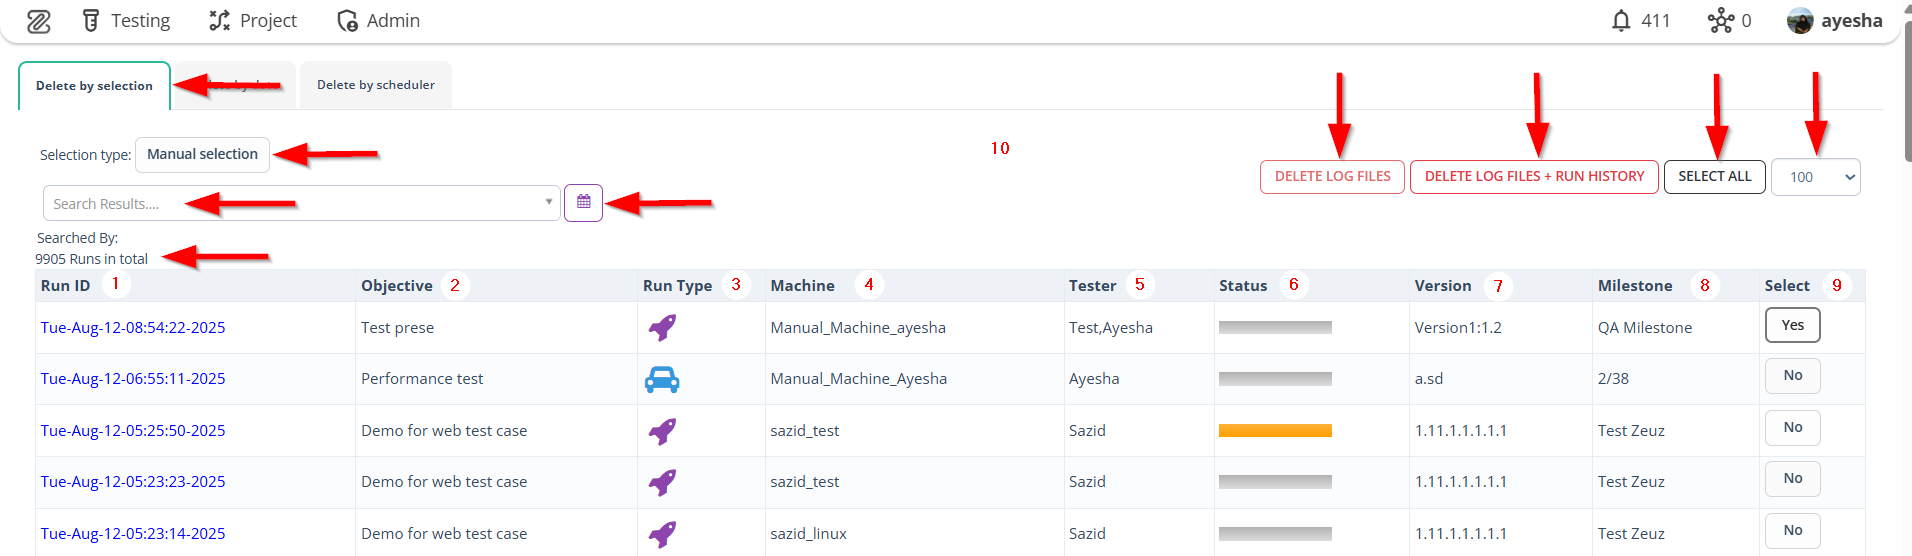 Testing Project Admin 411 0 ayesha
Delete by selection Delete by scheduler
Selection type: Manual selection 10 DELETE LOG FILES DELETE LOG FILES + RUN HISTORY SELECT ALL 100
Search Results....
Searched By:
9905 Runs in total
Run ID 1 Objective 2 Run Type 3 Machine 4 Tester 5 Status 6 Version 7 Milestone 8 Select 9
Tue-Aug-12-08:54:22-2025 Test prese Manual_Machine_ayesha Test,Ayesha Version1:1.2 QA Milestone Yes
Tue-Aug-12-06:55:11-2025 Performance test Manual_Machine_Ayesha Ayesha a.sd 2/38 No
Tue-Aug-12-05:25:50-2025 Demo for web test case sazid_test Sazid 1.11.1.1.1.1.1 Test Zeuz No
Tue-Aug-12-05:23:23-2025 Demo for web test case sazid_test Sazid 1.11.1.1.1.1.1 Test Zeuz No
Tue-Aug-12-05:23:14-2025 Demo for web test case sazid_linux Sazid 1.11.1.1.1.1.1 Test Zeuz No